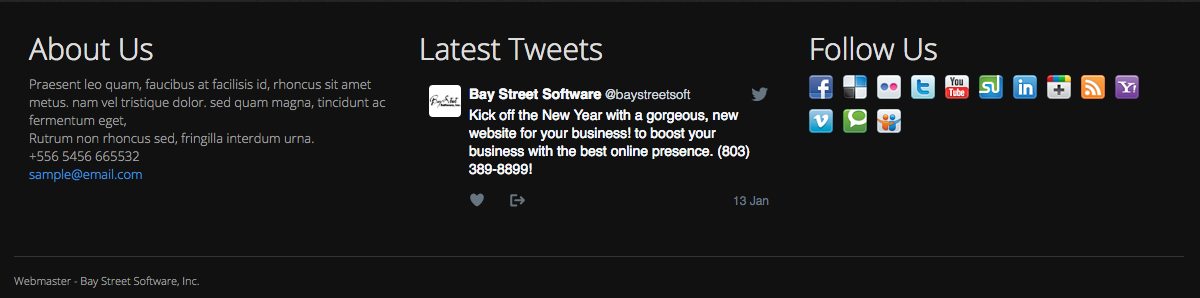 About Us
Praesent leo quam, faucibus at facilisis id, rhoncus sit amet
metus. nam vel tristique dolor. sed quam magna, tincidunt ac
fermentum eget,
Rutrum non rhoncus sed, fringilla interdum urna.
+556 5456 665532
sample@email.com
Latest Tweets
Bay Street Software @baystreetsoft
Kick off the New Year with a gorgeous, new
website for your business! to boost your
business with the best online presence. (803)
389-8899!
13 Jan
Follow Us
You
Tube
in
Y!
Webmaster - Bay Street Software, Inc.